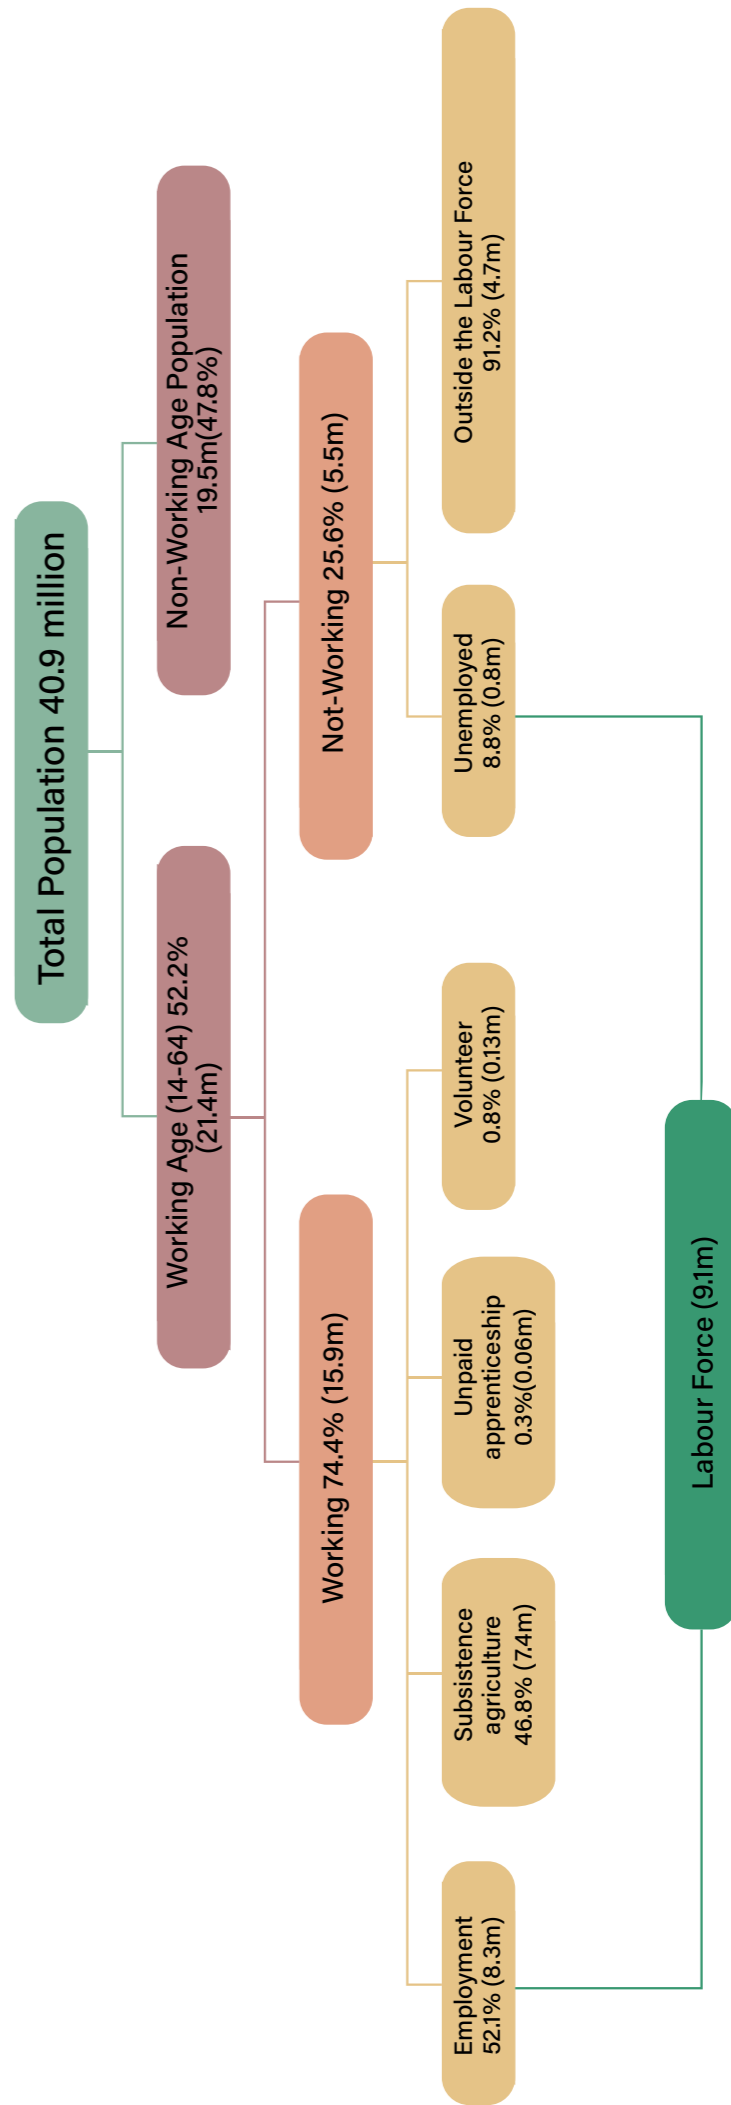 Total Population 40.9 million
Working Age (14-64) 52.2%
(21.4m)
Non-Working Age Population
19.5m(47.8%)
Working 74.4% (15.9m)
Not-Working 25.6% (5.5m)
Employment
52.1% (8.3m)
Subsistence
agriculture
46.8% (7.4m)
Unpaid
apprenticeship
0.3%(0.06m)
Volunteer
0.8% (0.13m)
Unemployed
8.8% (0.8m)
Outside the Labour Force
91.2% (4.7m)
Labour Force (9.1m)